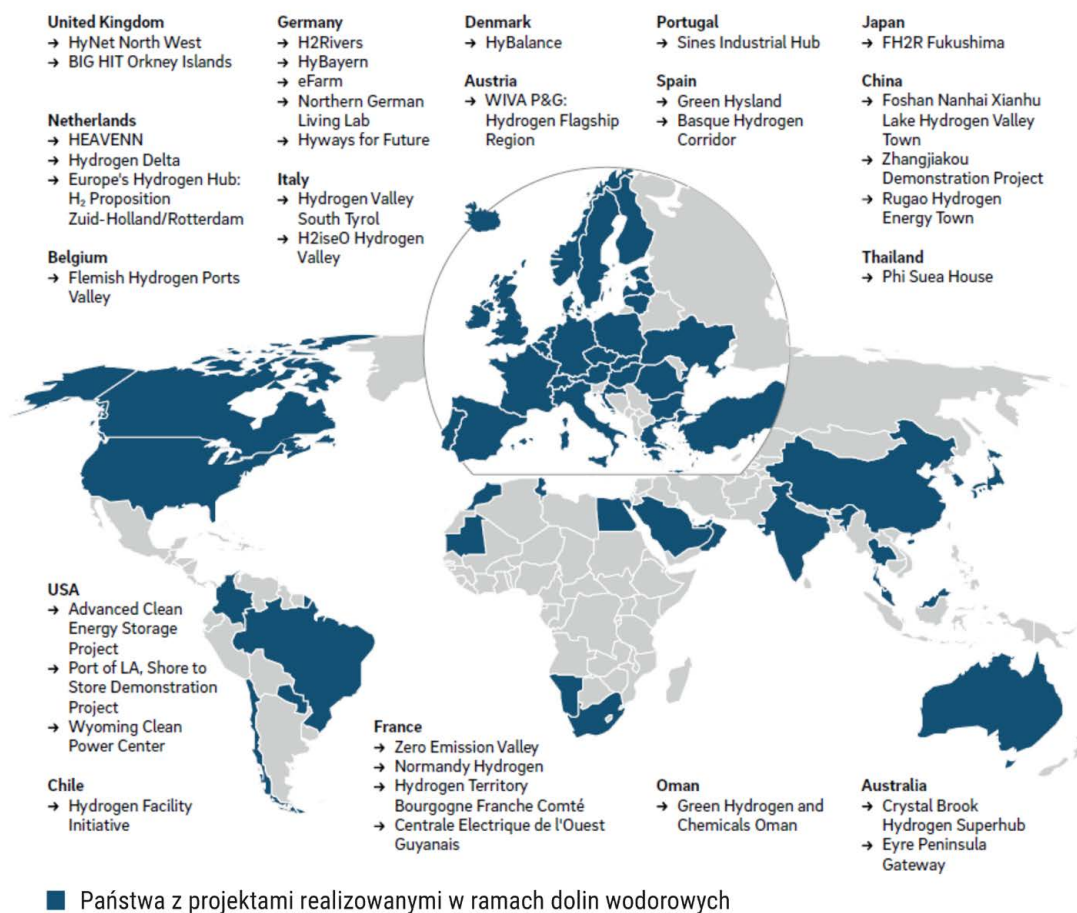 United Kingdom
→ HyNet North West
→ BIG HIT Orkney Islands
Netherlands
→ HEAVENN
→ Hydrogen Delta
→ Europe's Hydrogen Hub:
H₂ Proposition
Zuid-Holland/Rotterdam
Belgium
→ Flemish Hydrogen Ports
Valley
Germany
→ H2Rivers
→ HyBayern
→ eFarm
→ Northern German
Living Lab
→ Hyways for Future
Italy
→ Hydrogen Valley
South Tyrol
→ H2iseO Hydrogen
Valley
Denmark
→ HyBalance
Austria
→ WIVA P&G:
Hydrogen Flagship
Region
Portugal
→ Sines Industrial Hub
Spain
→ Green Hysland
→ Basque Hydrogen
Corridor
Japan
→ FH2R Fukushima
China
→ Foshan Nanhai Xianhu
Lake Hydrogen Valley
Town
→ Zhangjiakou
Demonstration Project
→ Rugao Hydrogen
Energy Town
Thailand
→ Phi Suea House
USA
→ Advanced Clean
Energy Storage
Project
→ Port of LA, Shore to
Store Demonstration
Project
→ Wyoming Clean
Power Center
Chile
→ Hydrogen Facility
Initiative
France
→ Zero Emission Valley
→ Normandy Hydrogen
→ Hydrogen Territory
Bourgogne Franche Comté
→ Centrale Electrique de l'Ouest
Guyanais
Oman
→ Green Hydrogen and
Chemicals Oman
Australia
→ Crystal Brook
Hydrogen Superhub
→ Eyre Peninsula
Gateway
Państwa z projektami realizowanymi w ramach dolin wodorowych